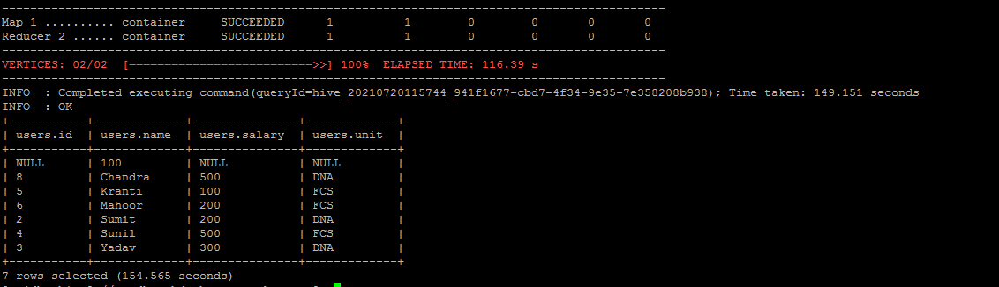 ----------------------------------------------------------------------------------------------
Map 1 .......... container     SUCCEEDED      1          1        0        0       0       0
Reducer 2 ...... container     SUCCEEDED      1          1        0        0       0       0
----------------------------------------------------------------------------------------------
VERTICES: 02/02  [==========================>>] 100%  ELAPSED TIME: 116.39 s
----------------------------------------------------------------------------------------------
INFO  : Completed executing command(queryId=hive_20210720115744_941f1677-cbd7-4f34-9e35-7e358208b938); Time taken: 149.151 seconds
INFO  : OK
+-----------+-------------+---------------+-------------+
| users.id  | users.name  | users.salary  | users.unit  |
+-----------+-------------+---------------+-------------+
| NULL      | 100         | NULL          | NULL        |
| 8         | Chandra     | 500           | DNA         |
| 5         | Kranti      | 100           | FCS         |
| 6         | Mahoor      | 200           | FCS         |
| 2         | Sumit       | 200           | DNA         |
| 4         | Sunil       | 500           | FCS         |
| 3         | Yadav       | 300           | DNA         |
+-----------+-------------+---------------+-------------+
7 rows selected (154.565 seconds)